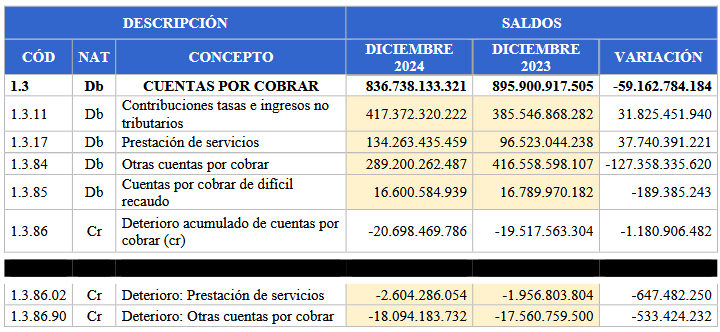 DESCRIPCIÓN SALDOS
CÓD NAT CONCEPTO DICIEMBRE 2024 DICIEMBRE 2023 VARIACIÓN
1.3 Db CUENTAS POR COBRAR 836.738.133.321 895.900.917.505 -59.162.784.184
1.3.11 Db Contribuciones tasas e ingresos no tributarios 417.372.320.222 385.546.868.282 31.825.451.940
1.3.17 Db Prestación de servicios 134.263.435.459 96.523.044.238 37.740.391.221
1.3.84 Db Otras cuentas por cobrar 289.200.262.487 416.558.598.107 -127.358.335.620
1.3.85 Db Cuentas por cobrar de difícil recaudo 16.600.584.939 16.789.970.182 -189.385.243
1.3.86 Cr Deterioro acumulado de cuentas por cobrar (cr) -20.698.469.786 -19.517.563.304 -1.180.906.482
1.3.86.02 Cr Deterioro: Prestación de servicios -2.604.286.054 -1.956.803.804 -647.482.250
1.3.86.90 Cr Deterioro: Otras cuentas por cobrar -18.094.183.732 -17.560.759.500 -533.424.232